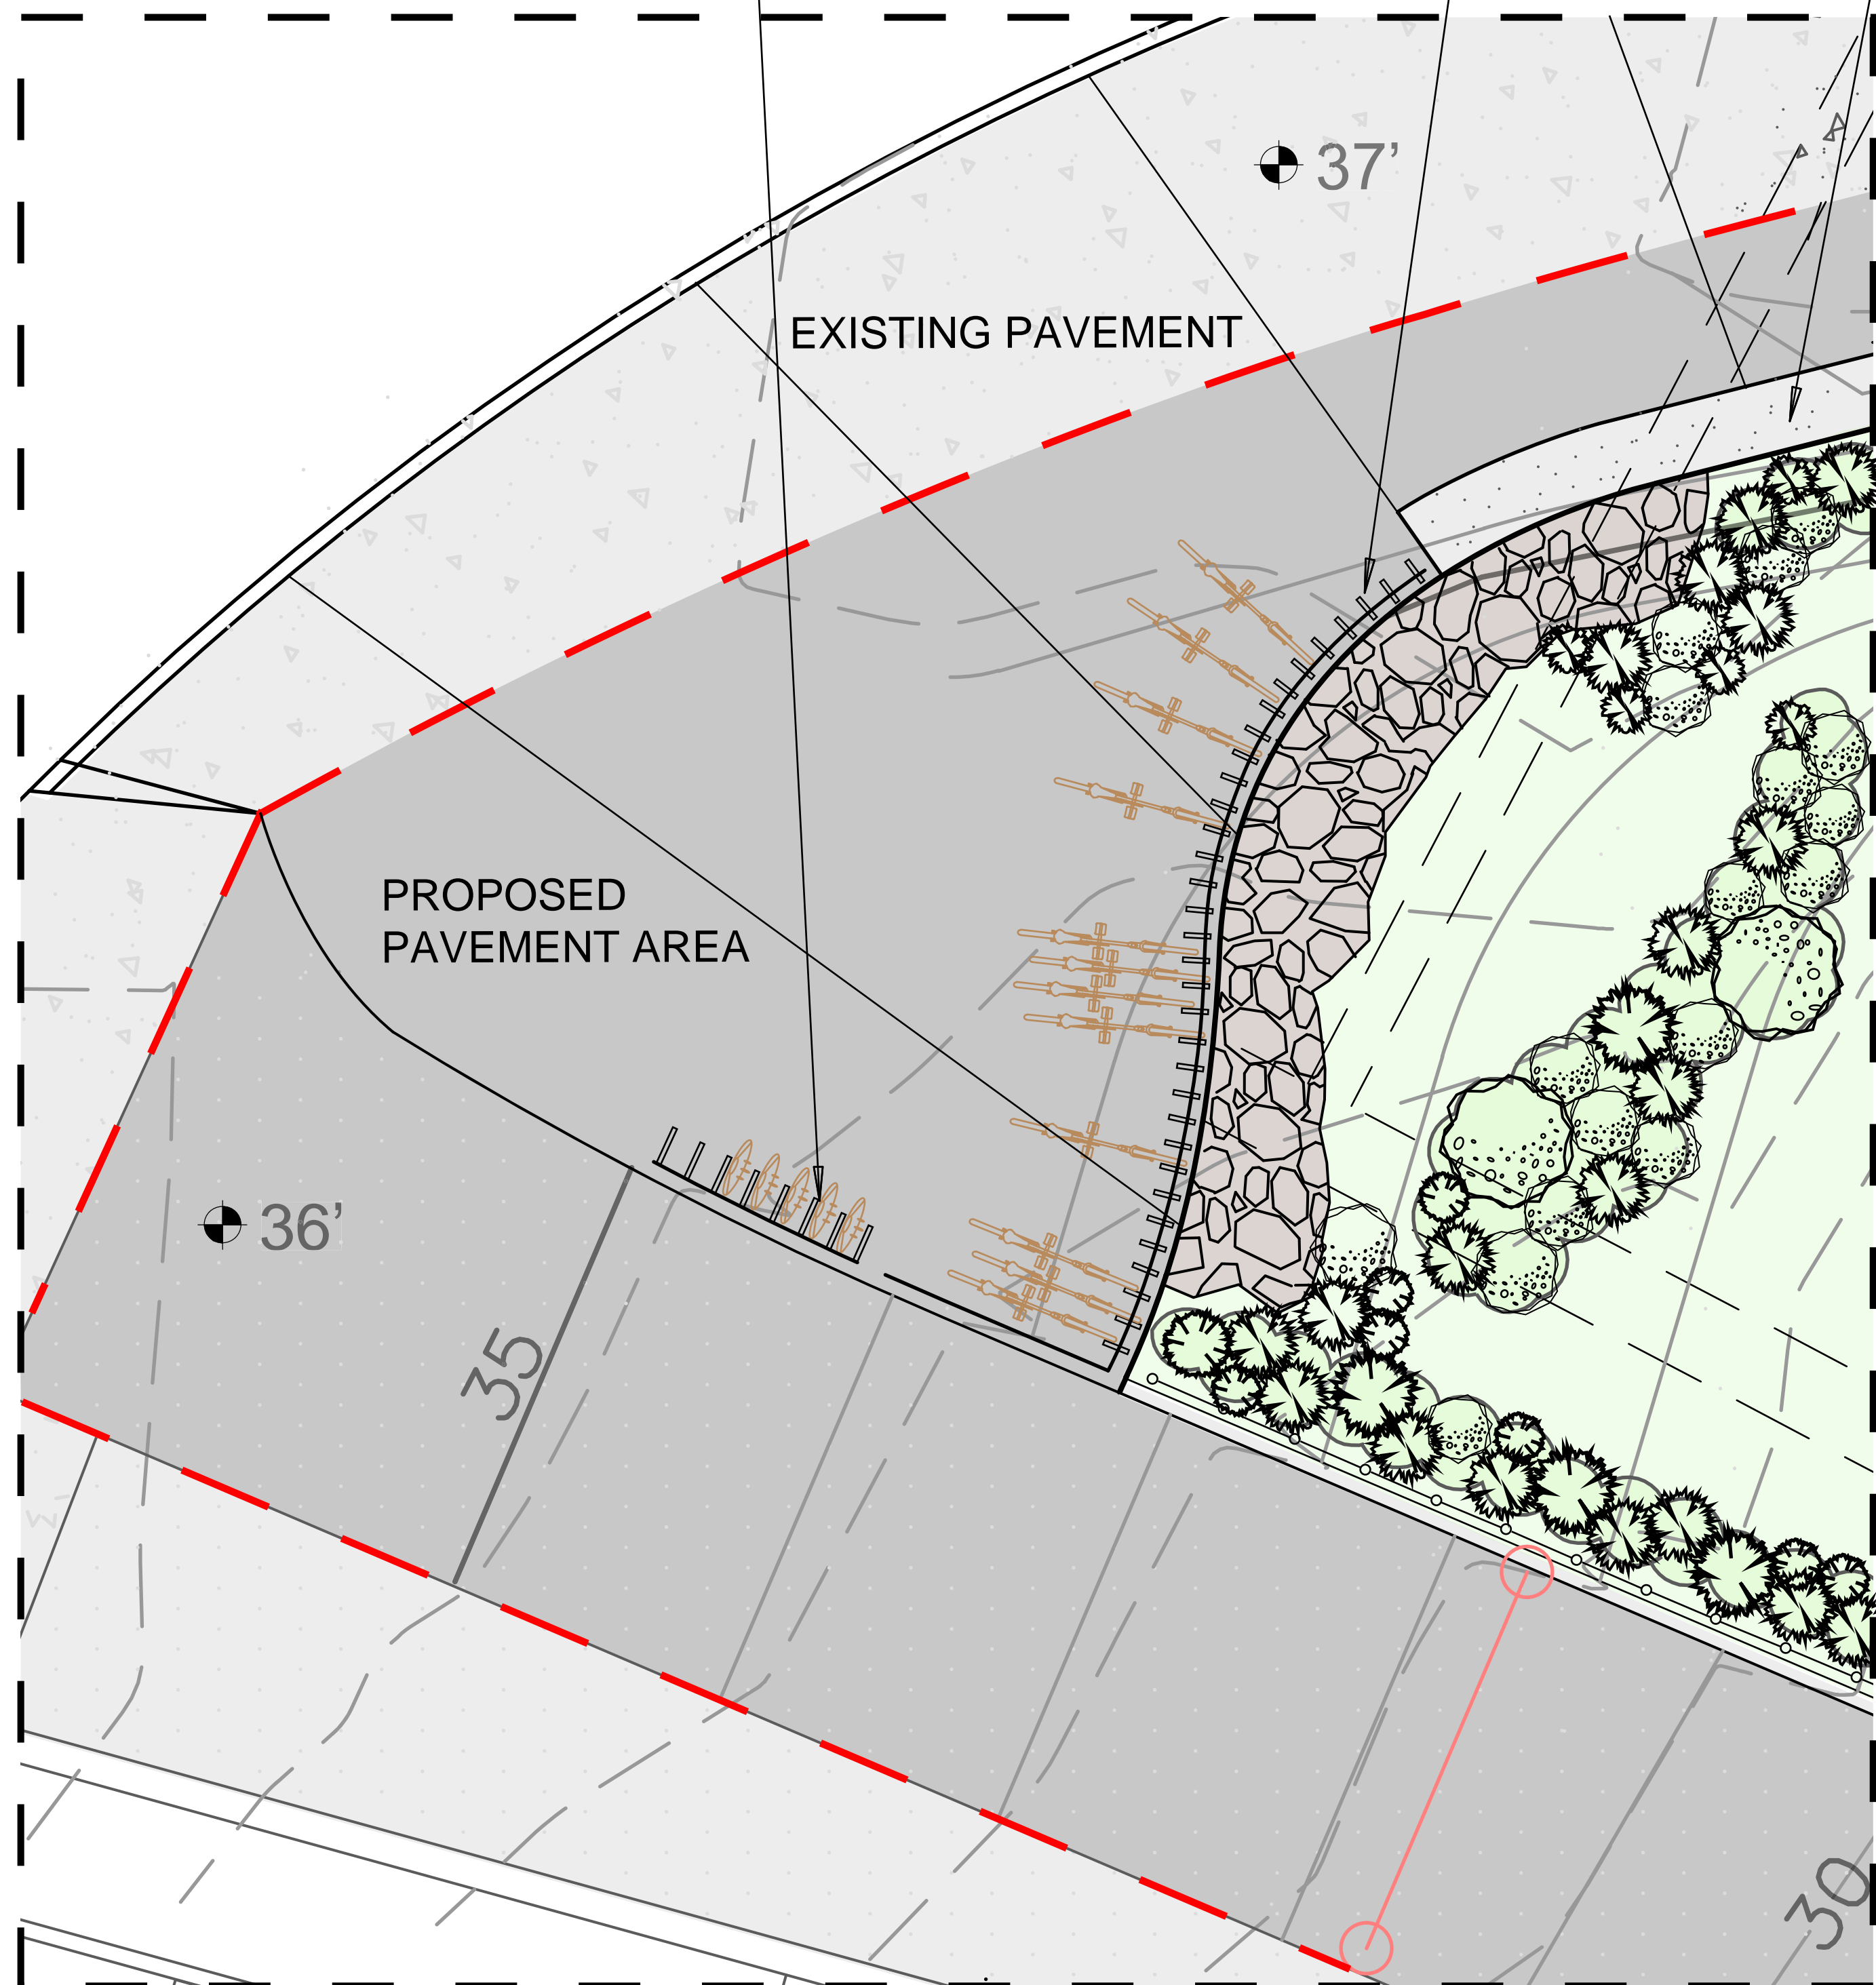 37’
EXISTING PAVEMENT
PROPOSED
PAVEMENT AREA
36’
35
30